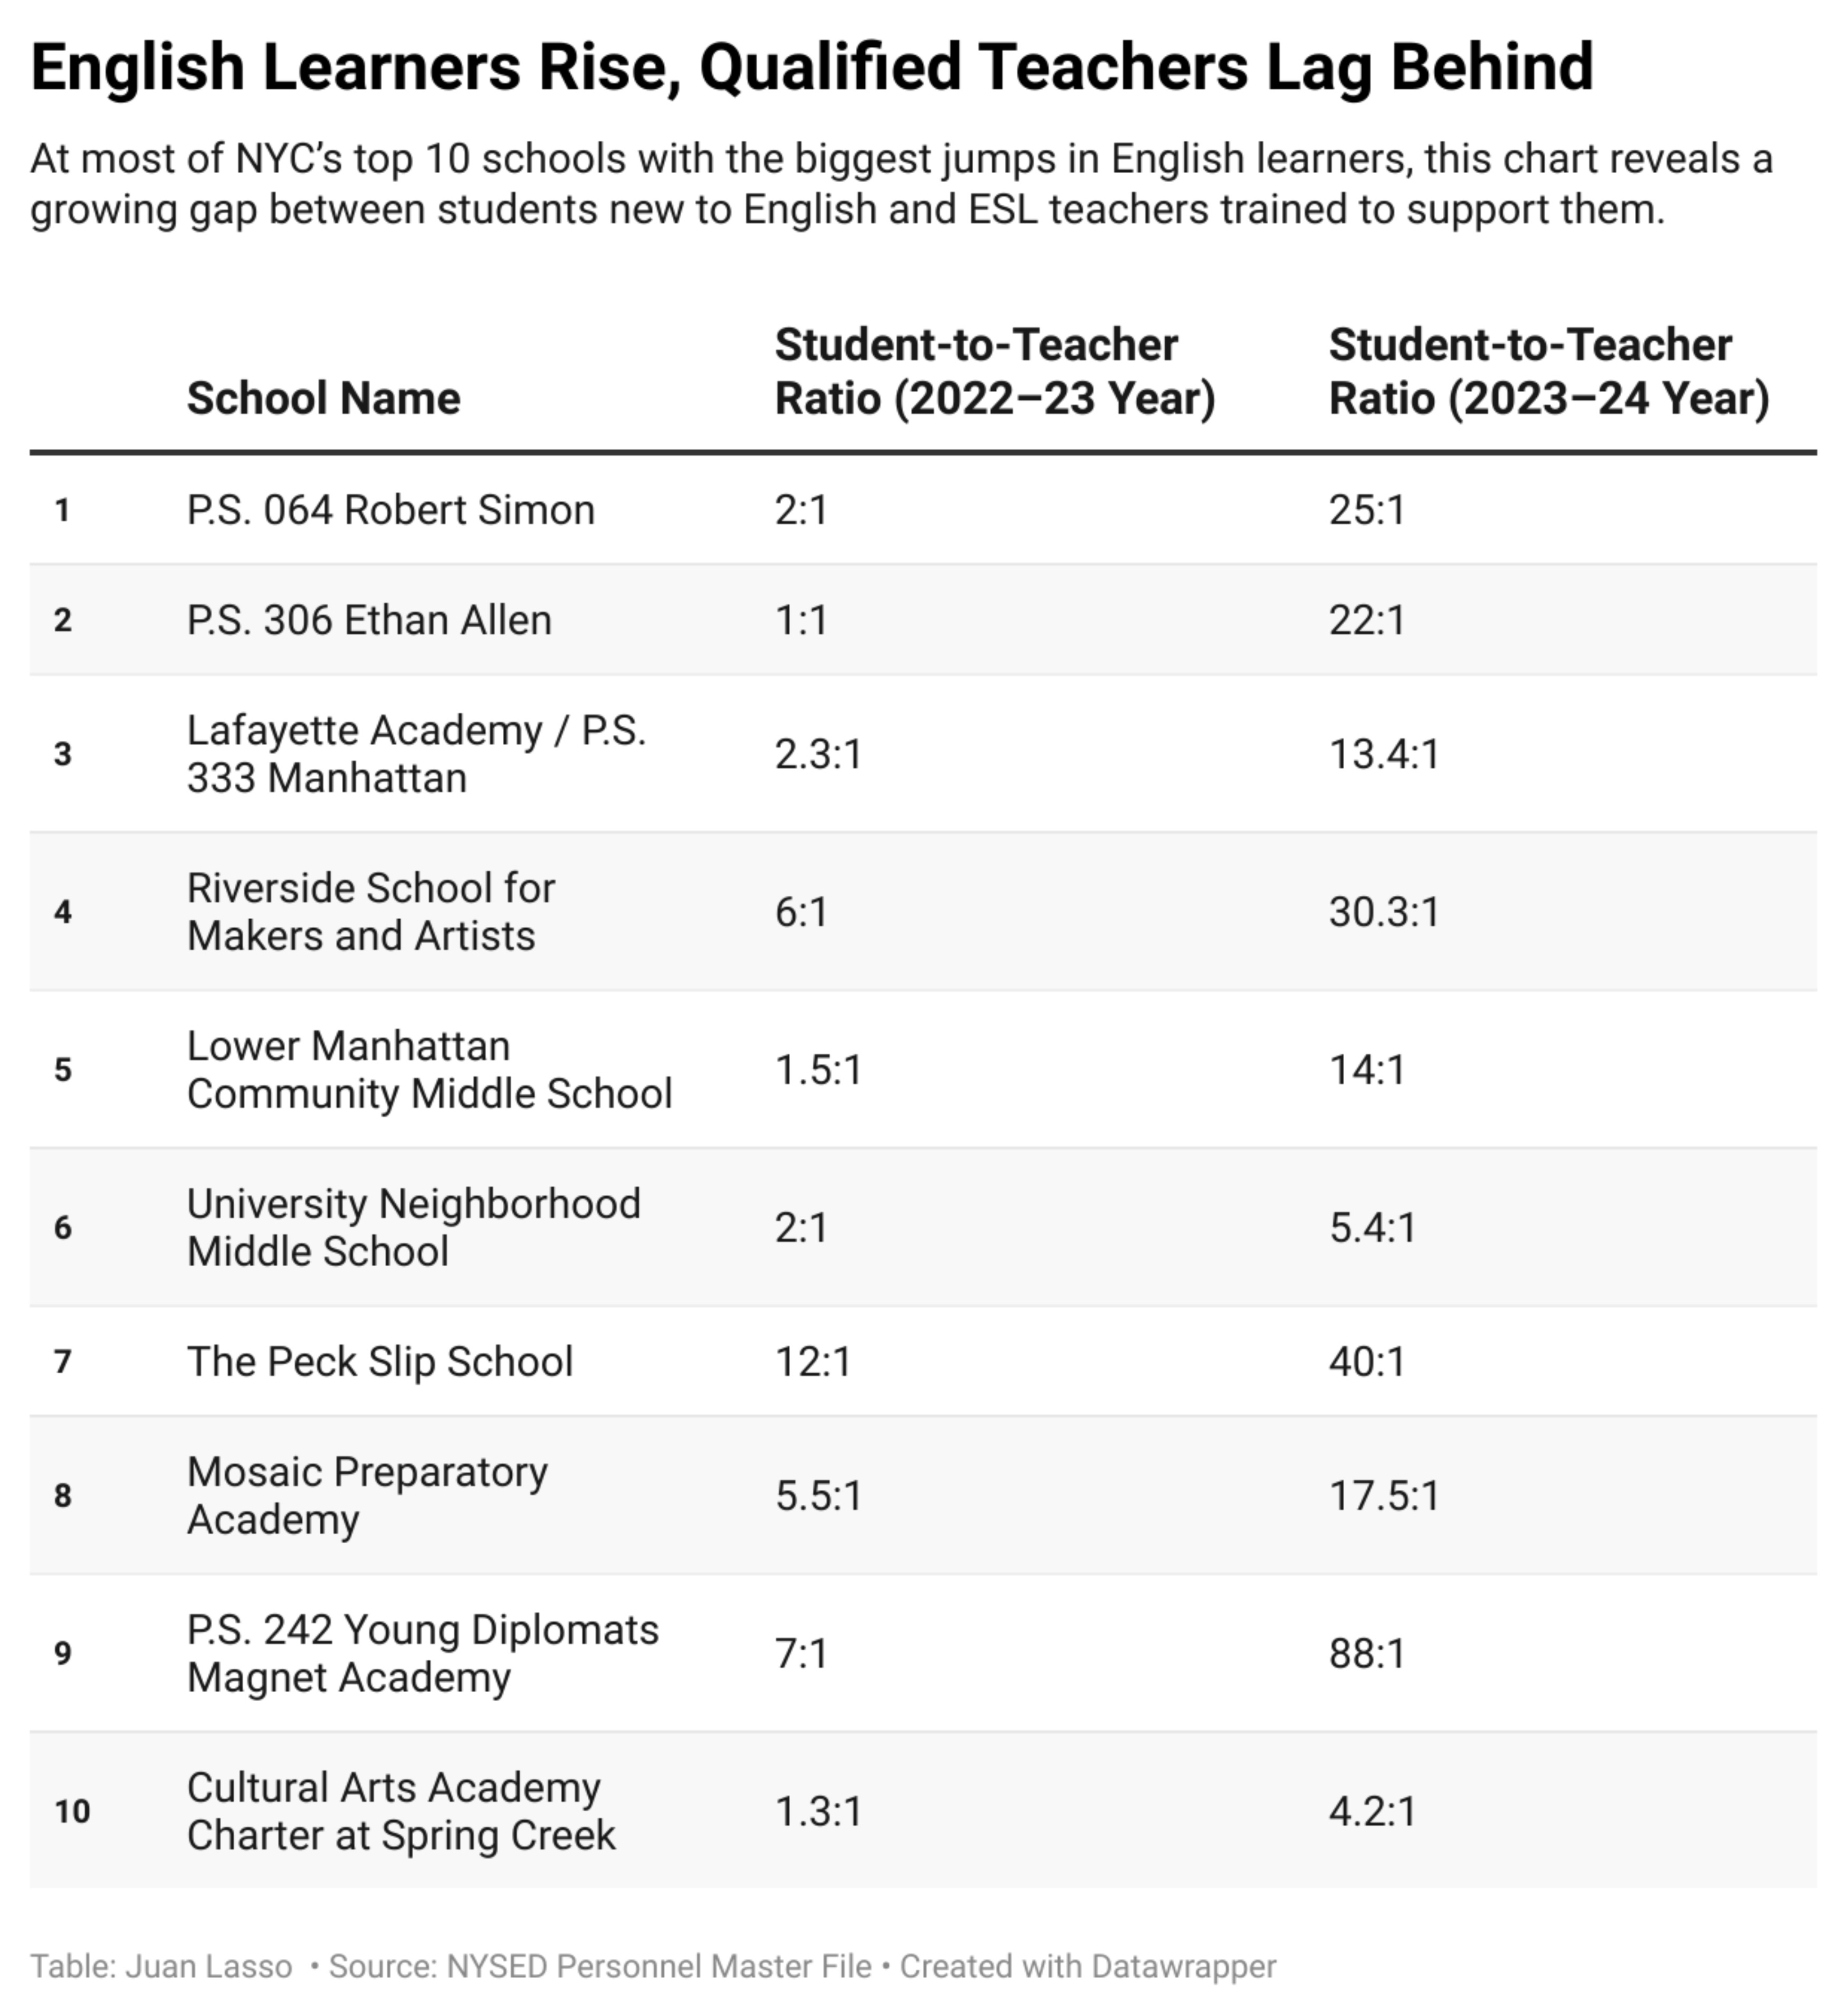 English Learners Rise, Qualified Teachers Lag Behind
At most of NYC’s top 10 schools with the biggest jumps in English learners, this chart reveals a
growing gap between students new to English and ESL teachers trained to support them.
School Name
Student-to-Teacher
Ratio (2022–23 Year)
Student-to-Teacher
Ratio (2023–24 Year)
1 P.S. 064 Robert Simon 2:1 25:1
2 P.S. 306 Ethan Allen 1:1 22:1
3 Lafayette Academy / P.S.
333 Manhattan 2.3:1 13.4:1
4 Riverside School for
Makers and Artists 6:1 30.3:1
5 Lower Manhattan
Community Middle School 1.5:1 14:1
6 University Neighborhood
Middle School 2:1 5.4:1
7 The Peck Slip School 12:1 40:1
8 Mosaic Preparatory
Academy 5.5:1 17.5:1
9 P.S. 242 Young Diplomats
Magnet Academy 7:1 88:1
10 Cultural Arts Academy
Charter at Spring Creek 1.3:1 4.2:1
Table: Juan Lasso • Source: NYSED Personnel Master File • Created with Datawrapper